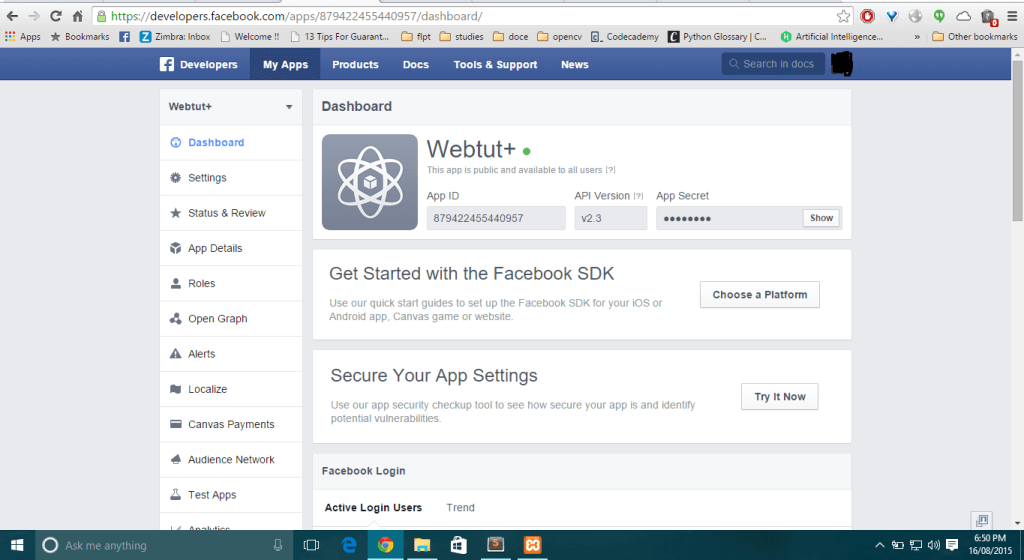 https://developers.facebook.com/apps/879422455440957/dashboard/
Apps Bookmarks Zimbra: Inbox Welcome !! 13 Tips For Guarant... flpt studies doce opencv Codecademy Python Glossary | C... Artificial Intelligence... » Other bookmarks
Developers My Apps Products Docs Tools & Support News Search in docs
Webtut+
Dashboard
Settings
Status & Review
App Details
Roles
Open Graph
Alerts
Localize
Canvas Payments
Audience Network
Test Apps
Analytics
Dashboard
Webtut+
This app is public and available to all users [?]
App ID API Version [?] App Secret
879422455440957 v2.3 ●●●●●●●● Show
Get Started with the Facebook SDK
Use our quick start guides to set up the Facebook SDK for your iOS or
Android app, Canvas game or website.
Choose a Platform
Secure Your App Settings
Use our app security checkup tool to see how secure your app is and identify
potential vulnerabilities.
Try It Now
Facebook Login
Active Login Users Trend
Ask me anything
6:50 PM
16/08/2015